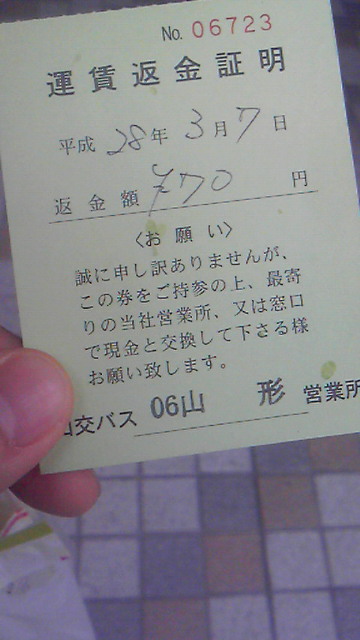 No. 06723
運賃返金証明
平成 28年 3月 7日
返金額 ¥70 円
〈お願い〉
誠に申し訳ありませんが、
この券をご持参の上、最寄
りの当社営業所、又は窓口
で現金と交換して下さる様
お願い致します。
山交バス 06山 形 営業所